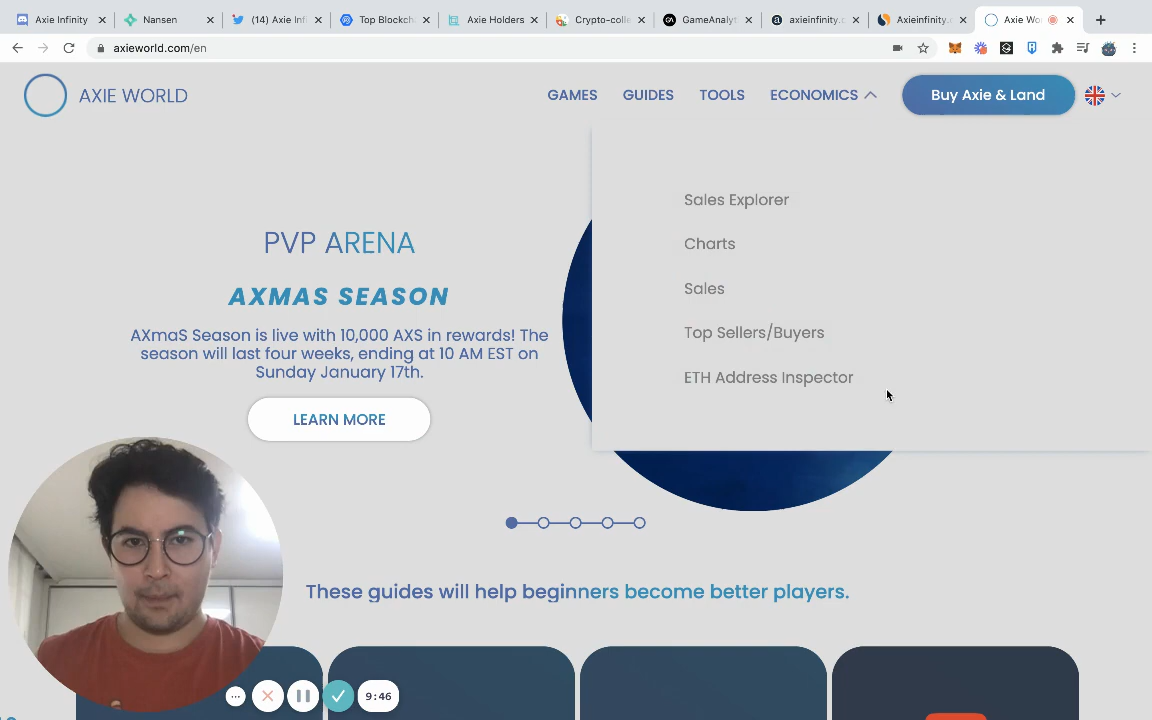 Axie Infinity
Nansen
(14) Axie Infi
Top Blockch
Axie Holders
Crypto-colle
GameAnalyt
axieinfinity.c
Axieinfinity.c
Axie Wo
axieworld.com/en
AXIE WORLD
GAMES
GUIDES
TOOLS
ECONOMICS
Buy Axie & Land
Sales Explorer
Charts
Sales
Top Sellers/Buyers
ETH Address Inspector
PVP ARENA
AXMAS SEASON
AXmaS Season is live with 10,000 AXS in rewards! The
season will last four weeks, ending at 10 AM EST on
Sunday January 17th.
LEARN MORE
These guides will help beginners become better players.
9:46